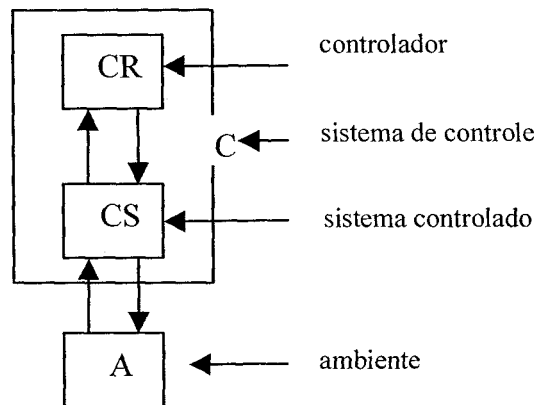 CR
controlador
C
sistema de controle
CS
sistema controlado
A
ambiente